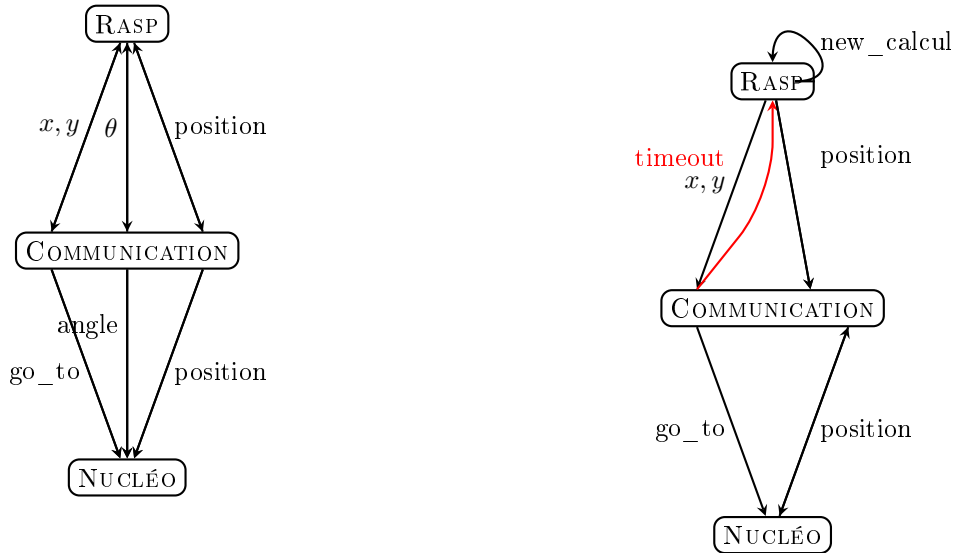 RASP
x, y
θ
position
COMMUNICATION
angle
go_to
position
NUCLÉO
new_calcul
RASP
timeout
x, y
position
COMMUNICATION
go_to
position
NUCLÉO